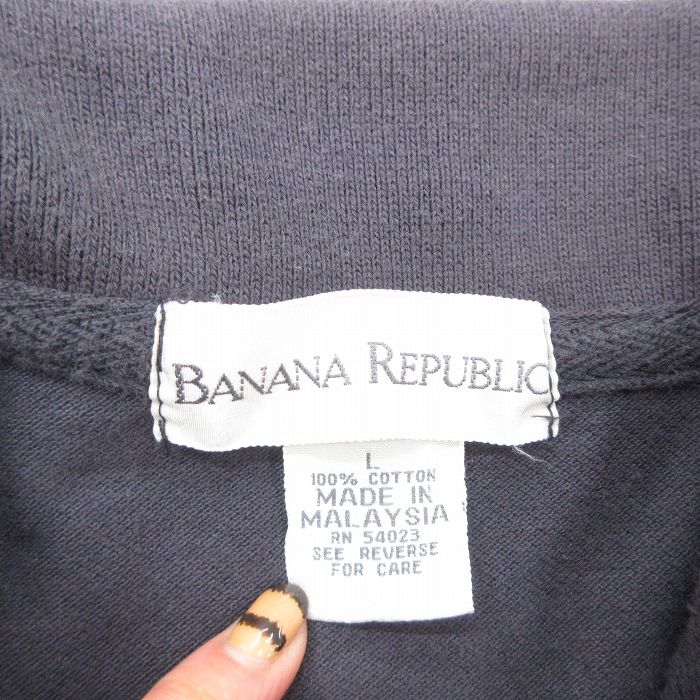 BANANA REPUBLIC
L
100% COTTON
MADE IN
MALAYSIA
RN 54023
SEE REVERSE
FOR CARE